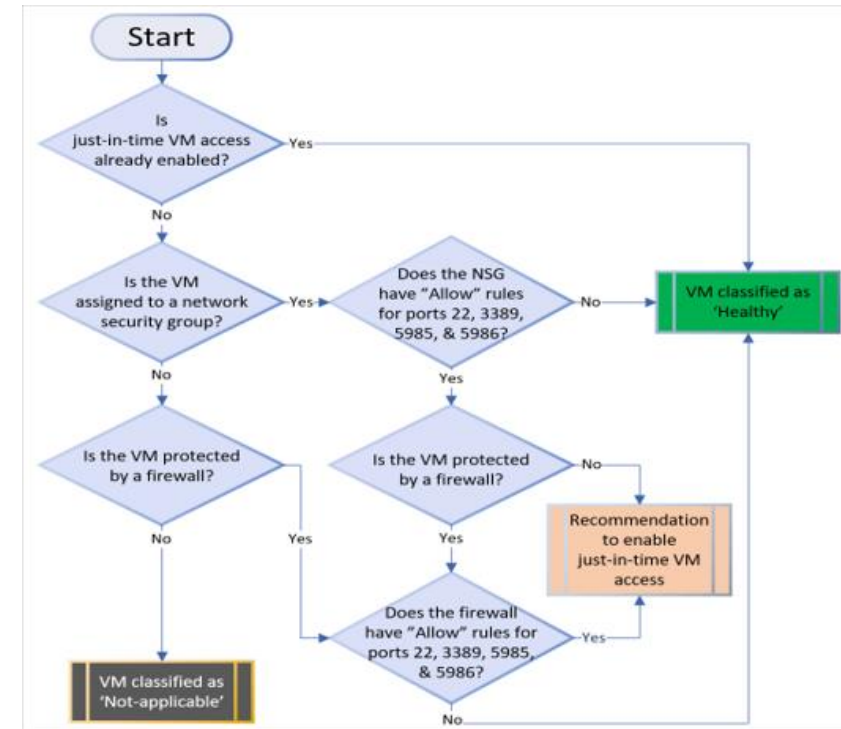 Start
Is
just-in-time VM access
already enabled?
Yes
No
Is the VM
assigned to a network
security group?
Yes
Does the NSG
have “Allow” rules
for ports 22, 3389,
5985, & 5986?
No
VM classified as
‘Healthy’
No
Yes
Is the VM protected
by a firewall?
Is the VM protected
by a firewall?
No
Recommendation
to enable
just-in-time VM
access
No
Yes
Yes
Does the firewall
have “Allow” rules for
ports 22, 3389, 5985,
& 5986?
Yes
VM classified as
‘Not-applicable’
No